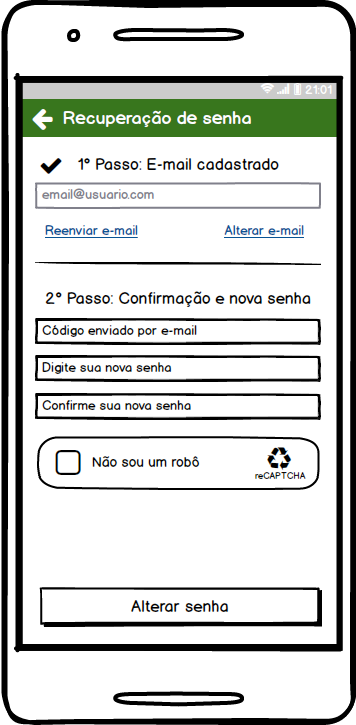 21:01
Recuperação de senha
1° Passo: E-mail cadastrado
email@usuario.com
Reenviar e-mail Alterar e-mail
2° Passo: Confirmação e nova senha
Código enviado por e-mail
Digite sua nova senha
Confirme sua nova senha
Não sou um robô
reCAPTCHA
Alterar senha